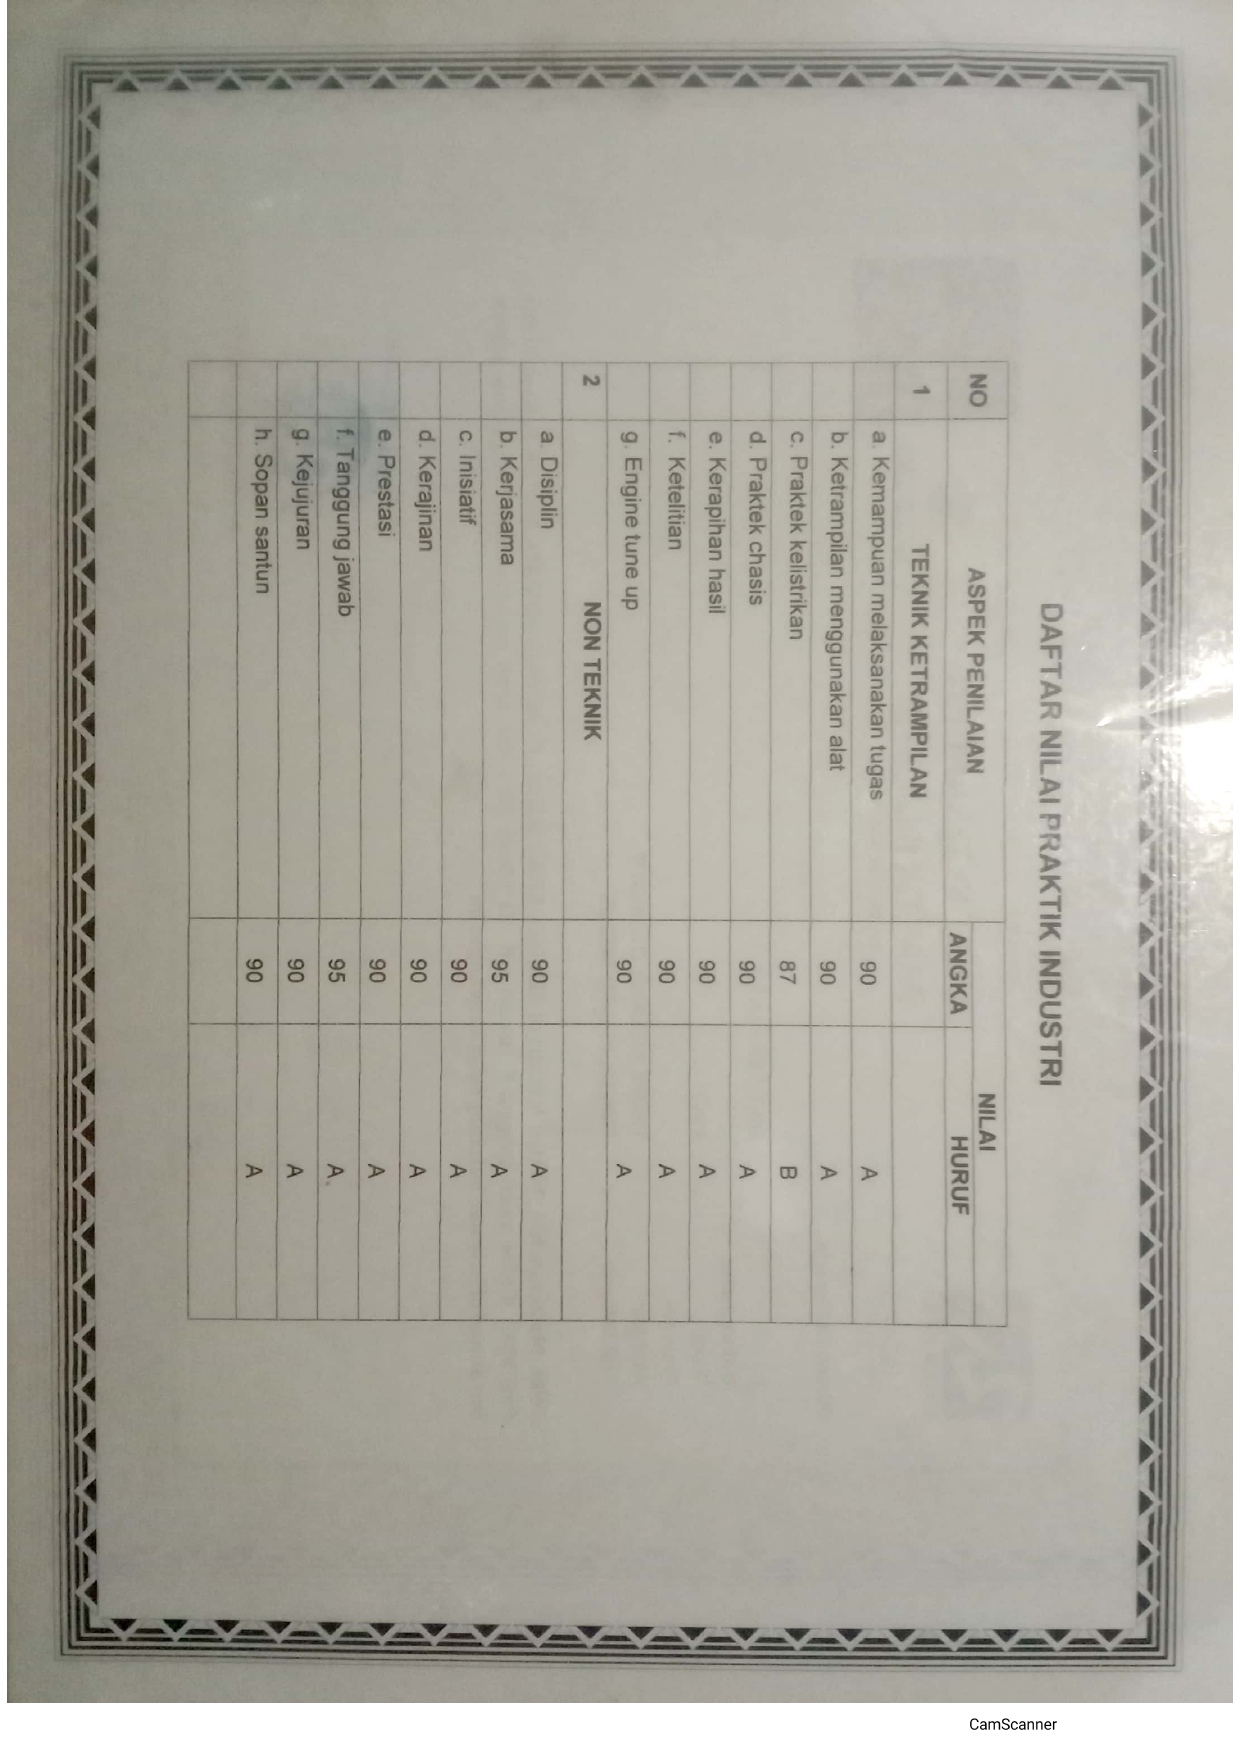 DAFTAR NILAI PRAKTIK INDUSTRI
NO ASPEK PENILAIAN NILAI
ANGKA HURUF
1 TEKNIK KETRAMPILAN
a. Kemampuan melaksanakan tugas 90 A
b. Ketrampilan menggunakan alat 90 A
c. Praktek kelistrikan 87 B
d. Praktek chasis 90 A
e. Kerapihan hasil 90 A
f. Ketelitian 90 A
g. Engine tune up 90 A
2 NON TEKNIK
a. Disiplin 90 A
b. Kerjasama 95 A
c. Inisiatif 90 A
d. Kerajinan 90 A
e. Prestasi 90 A
f. Tanggung jawab 95 A
g. Kejujuran 90 A
h. Sopan santun 90 A
CamScanner